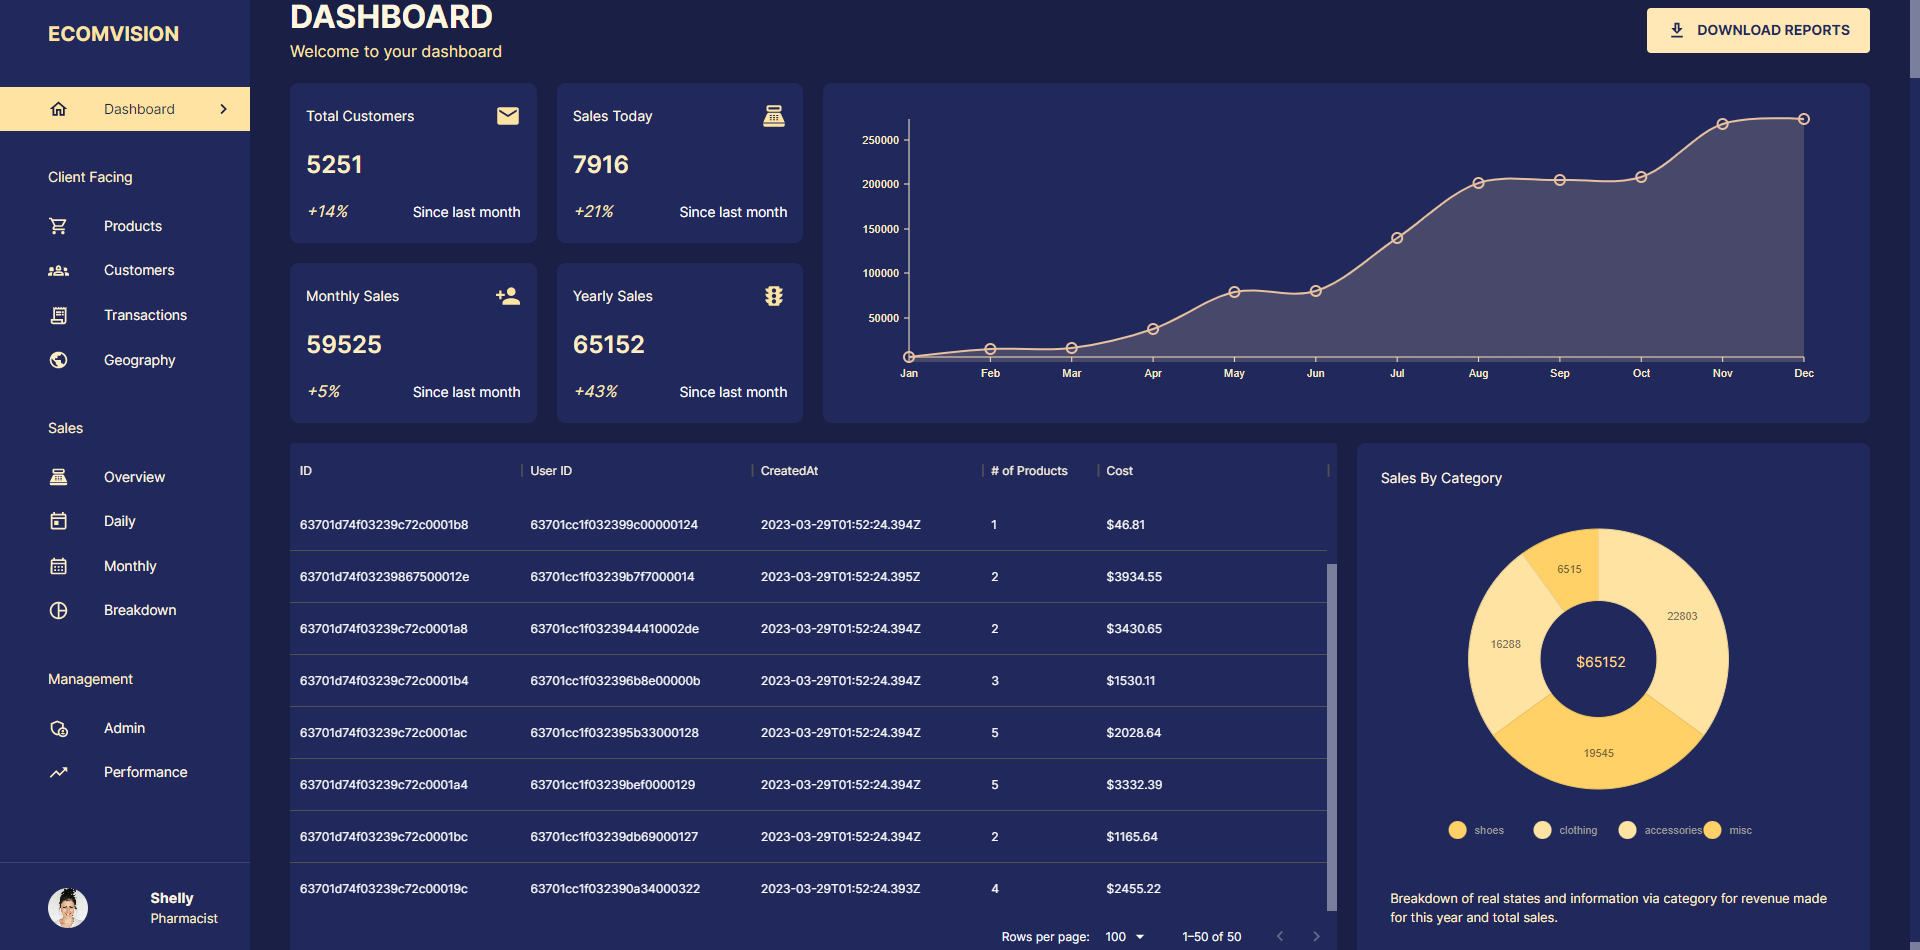 ECOMVISION
Dashboard
Client Facing
Products
Customers
Transactions
Geography
Sales
Overview
Daily
Monthly
Breakdown
Management
Admin
Performance
Shelly
Pharmacist
DASHBOARD
Welcome to your dashboard
DOWNLOAD REPORTS
Total Customers
5251
+14% Since last month
Sales Today
7916
+21% Since last month
Monthly Sales
59525
+5% Since last month
Yearly Sales
65152
+43% Since last month
250000
200000
150000
100000
50000
Jan Feb Mar Apr May Jun Jul Aug Sep Oct Nov Dec
ID User ID CreatedAt # of Products Cost
63701d74f03239c72c0001b8 63701cc1f032399c00000124 2023-03-29T01:52:24.394Z 1 $46.81
63701d74f03239867500012e 63701cc1f03239b7f7000014 2023-03-29T01:52:24.395Z 2 $3934.55
63701d74f03239c72c0001a8 63701cc1f0323944410002de 2023-03-29T01:52:24.394Z 2 $3430.65
63701d74f03239c72c0001b4 63701cc1f032396b8e00000b 2023-03-29T01:52:24.394Z 3 $1530.11
63701d74f03239c72c0001ac 63701cc1f032395b33000128 2023-03-29T01:52:24.394Z 5 $2028.64
63701d74f03239c72c0001a4 63701cc1f03239bef0000129 2023-03-29T01:52:24.394Z 5 $3332.39
63701d74f03239c72c0001bc 63701cc1f03239db69000127 2023-03-29T01:52:24.394Z 2 $1165.64
63701d74f03239c72c00019c 63701cc1f032390a34000322 2023-03-29T01:52:24.393Z 4 $2455.22
Rows per page: 100 1–50 of 50
Sales By Category
6515
22803
16288
$65152
19545
shoes clothing accessories misc
Breakdown of real states and information via category for revenue made
for this year and total sales.